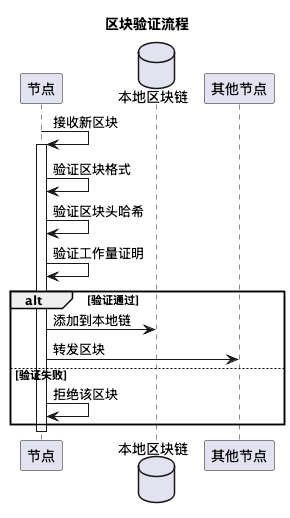 区块验证流程
节点
本地区块链
其他节点
接收新区块
验证区块格式
验证区块头哈希
验证工作量证明
alt [验证通过]
添加到本地链
转发区块
[验证失败]
拒绝该区块
节点
本地区块链
其他节点